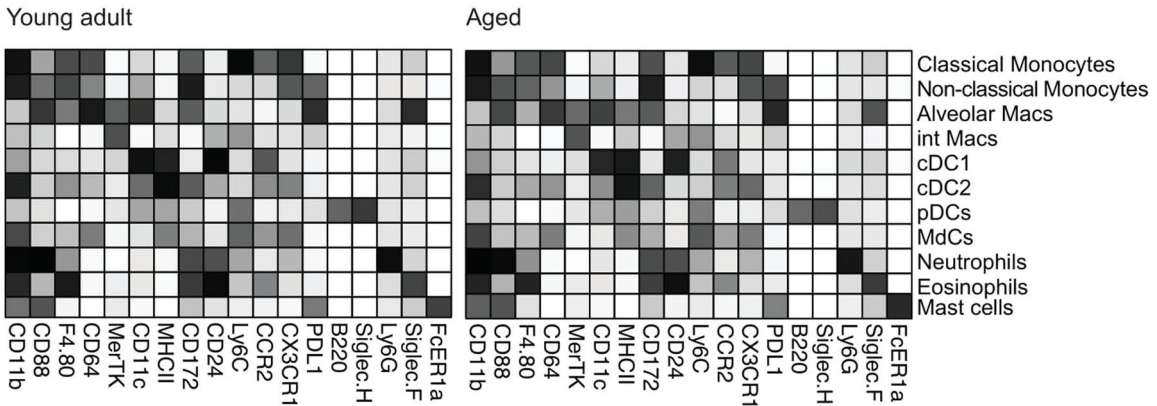 Young adult
Aged
Classical Monocytes
Non-classical Monocytes
Alveolar Macs
int Macs
cDC1
cDC2
pDCs
MdCs
Neutrophils
Eosinophils
Mast cells
CD11b
CD88
F4.80
CD64
MerTK
CD11c
MHCII
CD172
CD24
Ly6C
CCR2
CX3CR1
PDL1
B220
Siglec.H
Ly6G
Siglec.F
FcER1a
CD11b
CD88
F4.80
CD64
MerTK
CD11c
MHCII
CD172
CD24
Ly6C
CCR2
CX3CR1
PDL1
B220
Siglec.H
Ly6G
Siglec.F
FcER1a